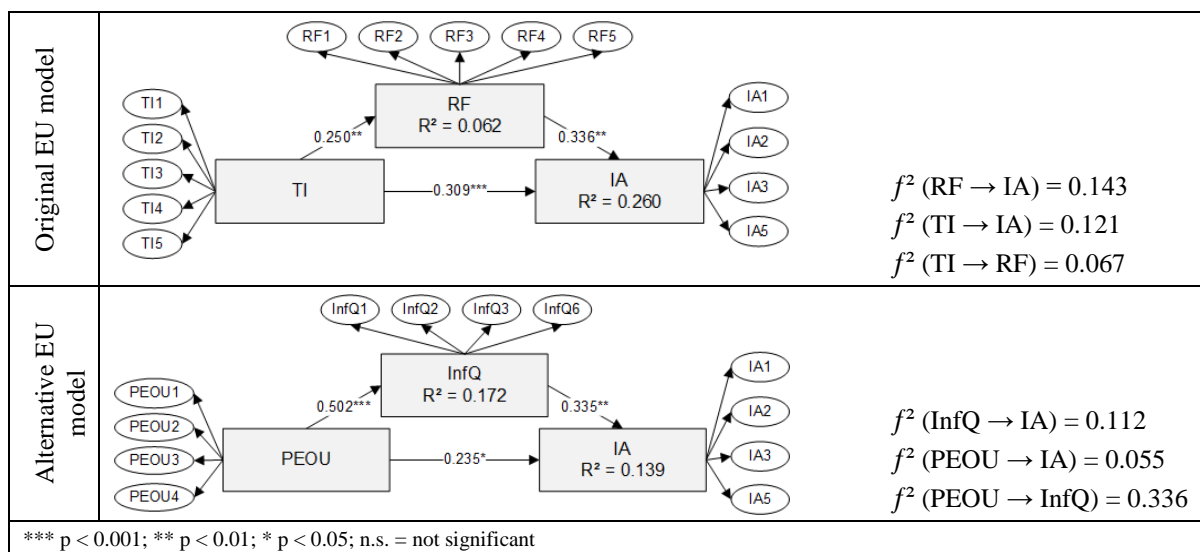 Original EU model
RF1 RF2 RF3 RF4 RF5
TI1
TI2
TI3
TI4
TI5
RF
R² = 0.062
0.250**
0.336**
TI
0.309***
IA
R² = 0.260
IA1
IA2
IA3
IA5
f² (RF → IA) = 0.143
f² (TI → IA) = 0.121
f² (TI → RF) = 0.067
Alternative EU
model
InfQ1 InfQ2 InfQ3 InfQ6
PEOU1
PEOU2
PEOU3
PEOU4
InfQ
R² = 0.172
0.502***
0.335**
PEOU
0.235*
IA
R² = 0.139
IA1
IA2
IA3
IA5
f² (InfQ → IA) = 0.112
f² (PEOU → IA) = 0.055
f² (PEOU → InfQ) = 0.336
*** p < 0.001; ** p < 0.01; * p < 0.05; n.s. = not significant